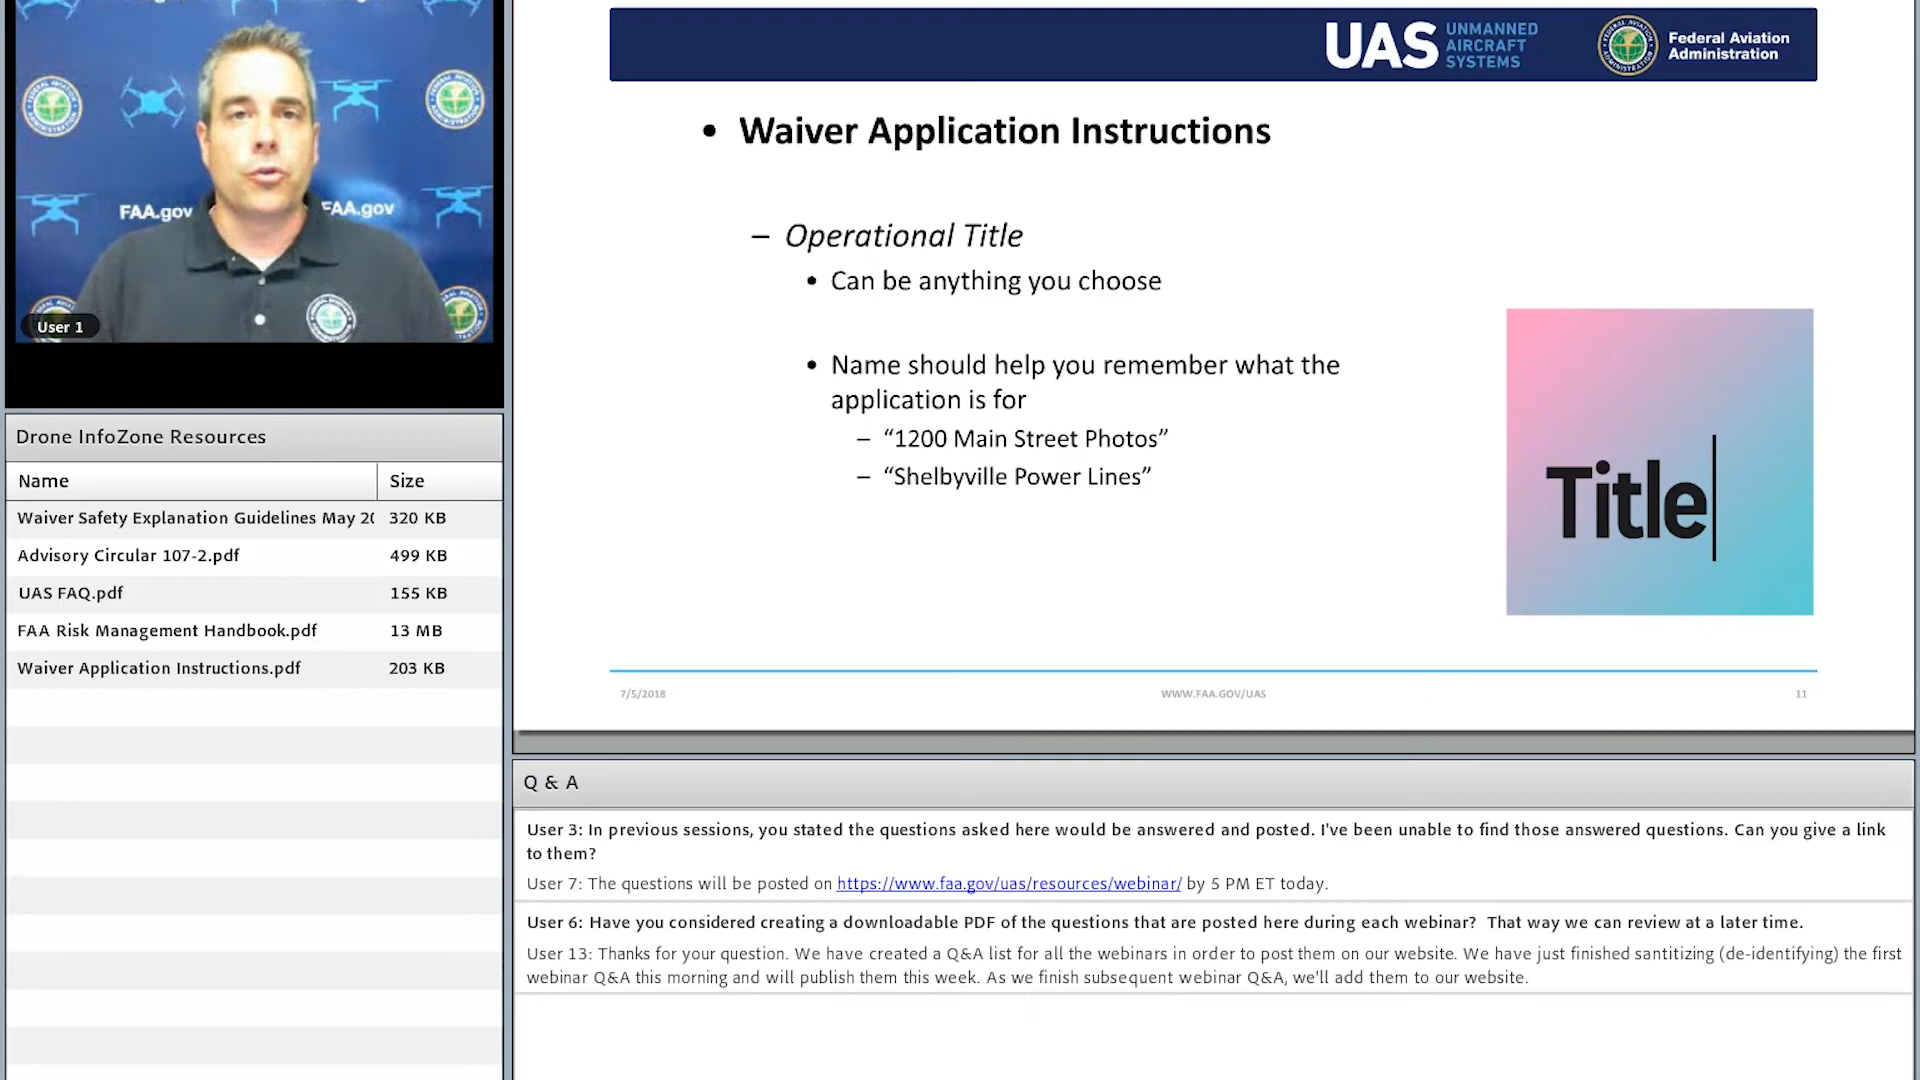 FAA.gov
FAA.gov
User 1
Drone InfoZone Resources
Name
Size
Waiver Safety Explanation Guidelines May 20 320 KB
Advisory Circular 107-2.pdf 499 KB
UAS FAQ.pdf 155 KB
FAA Risk Management Handbook.pdf 13 MB
Waiver Application Instructions.pdf 203 KB
UAS
UNMANNED
AIRCRAFT
SYSTEMS
Federal Aviation
Administration
• Waiver Application Instructions
– Operational Title
• Can be anything you choose
• Name should help you remember what the
application is for
– “1200 Main Street Photos”
– “Shelbyville Power Lines”
Title
7/5/2018
WWW.FAA.GOV/UAS
11
Q & A
User 3: In previous sessions, you stated the questions asked here would be answered and posted. I've been unable to find those answered questions. Can you give a link
to them?
User 7: The questions will be posted on https://www.faa.gov/uas/resources/webinar/ by 5 PM ET today.
User 6: Have you considered creating a downloadable PDF of the questions that are posted here during each webinar?  That way we can review at a later time.
User 13: Thanks for your question. We have created a Q&A list for all the webinars in order to post them on our website. We have just finished santitizing (de-identifying) the first
webinar Q&A this morning and will publish them this week. As we finish subsequent webinar Q&A, we'll add them to our website.